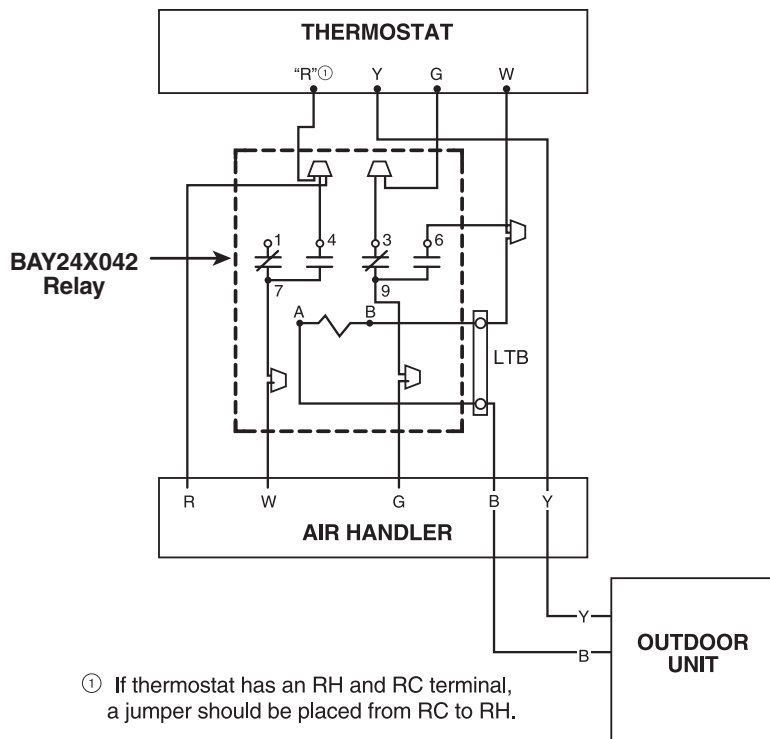 THERMOSTAT
"R"① Y G W
1 4 3 6
BAY24X042
Relay
7 9
A B
LTB
R W G B Y
AIR HANDLER
Y
B
OUTDOOR
UNIT
① If thermostat has an RH and RC terminal,
a jumper should be placed from RC to RH.